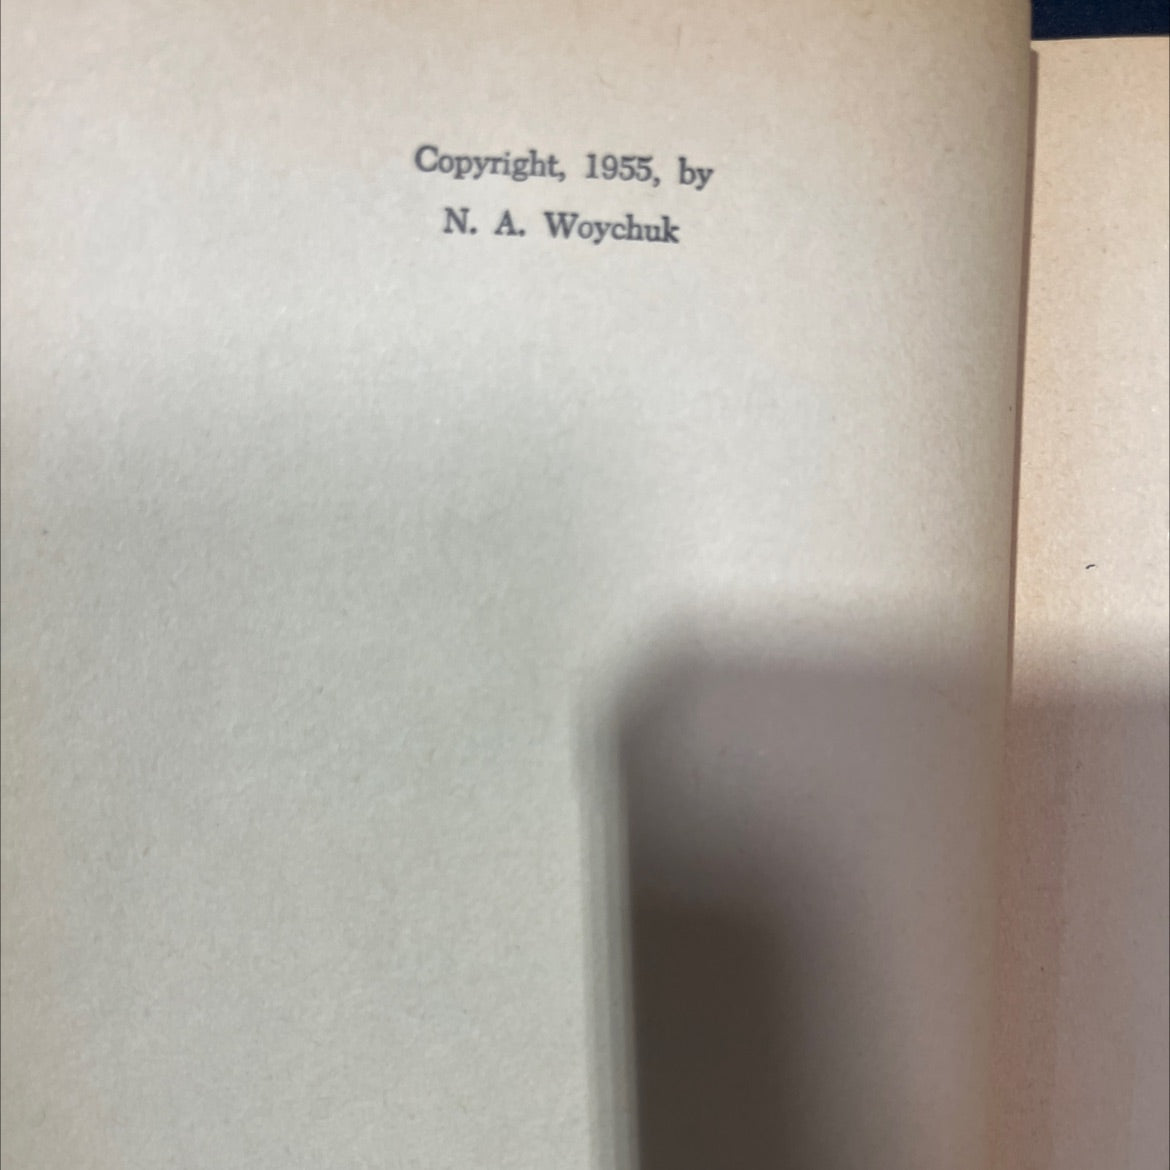 Copyright, 1955, by
N. A. Woychuk